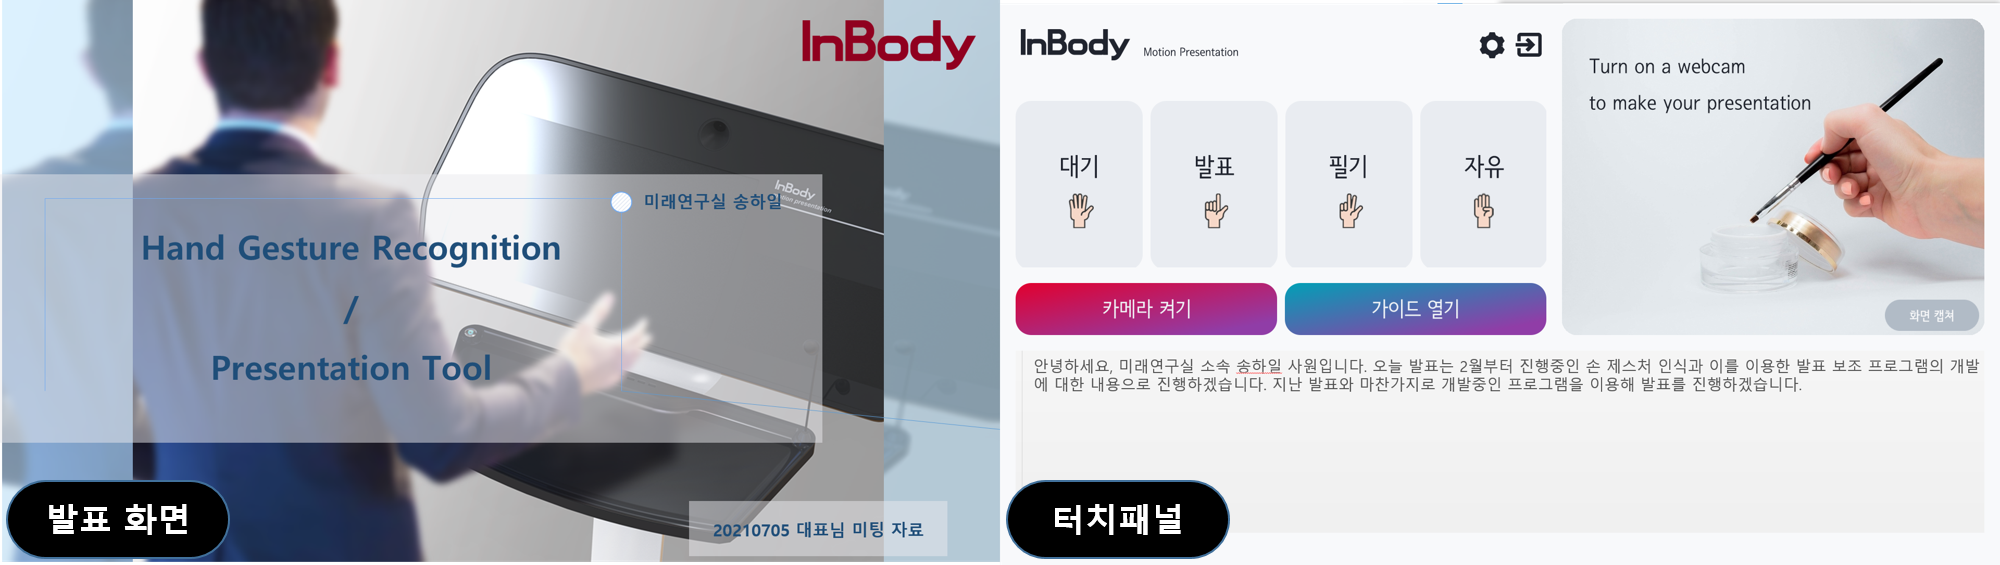 InBody
InBody
Motion presentation
미래연구실 송하일
Hand Gesture Recognition
/
Presentation Tool
20210705 대표님 미팅 자료
발표 화면
InBody Motion Presentation
대기
발표
필기
자유
카메라 켜기
가이드 열기
Turn on a webcam
to make your presentation
화면 캡쳐
안녕하세요, 미래연구실 소속 송하일 사원입니다. 오늘 발표는 2월부터 진행중인 손 제스처 인식과 이를 이용한 발표 보조 프로그램의 개발
에 대한 내용으로 진행하겠습니다. 지난 발표와 마찬가지로 개발중인 프로그램을 이용해 발표를 진행하겠습니다.
터치패널